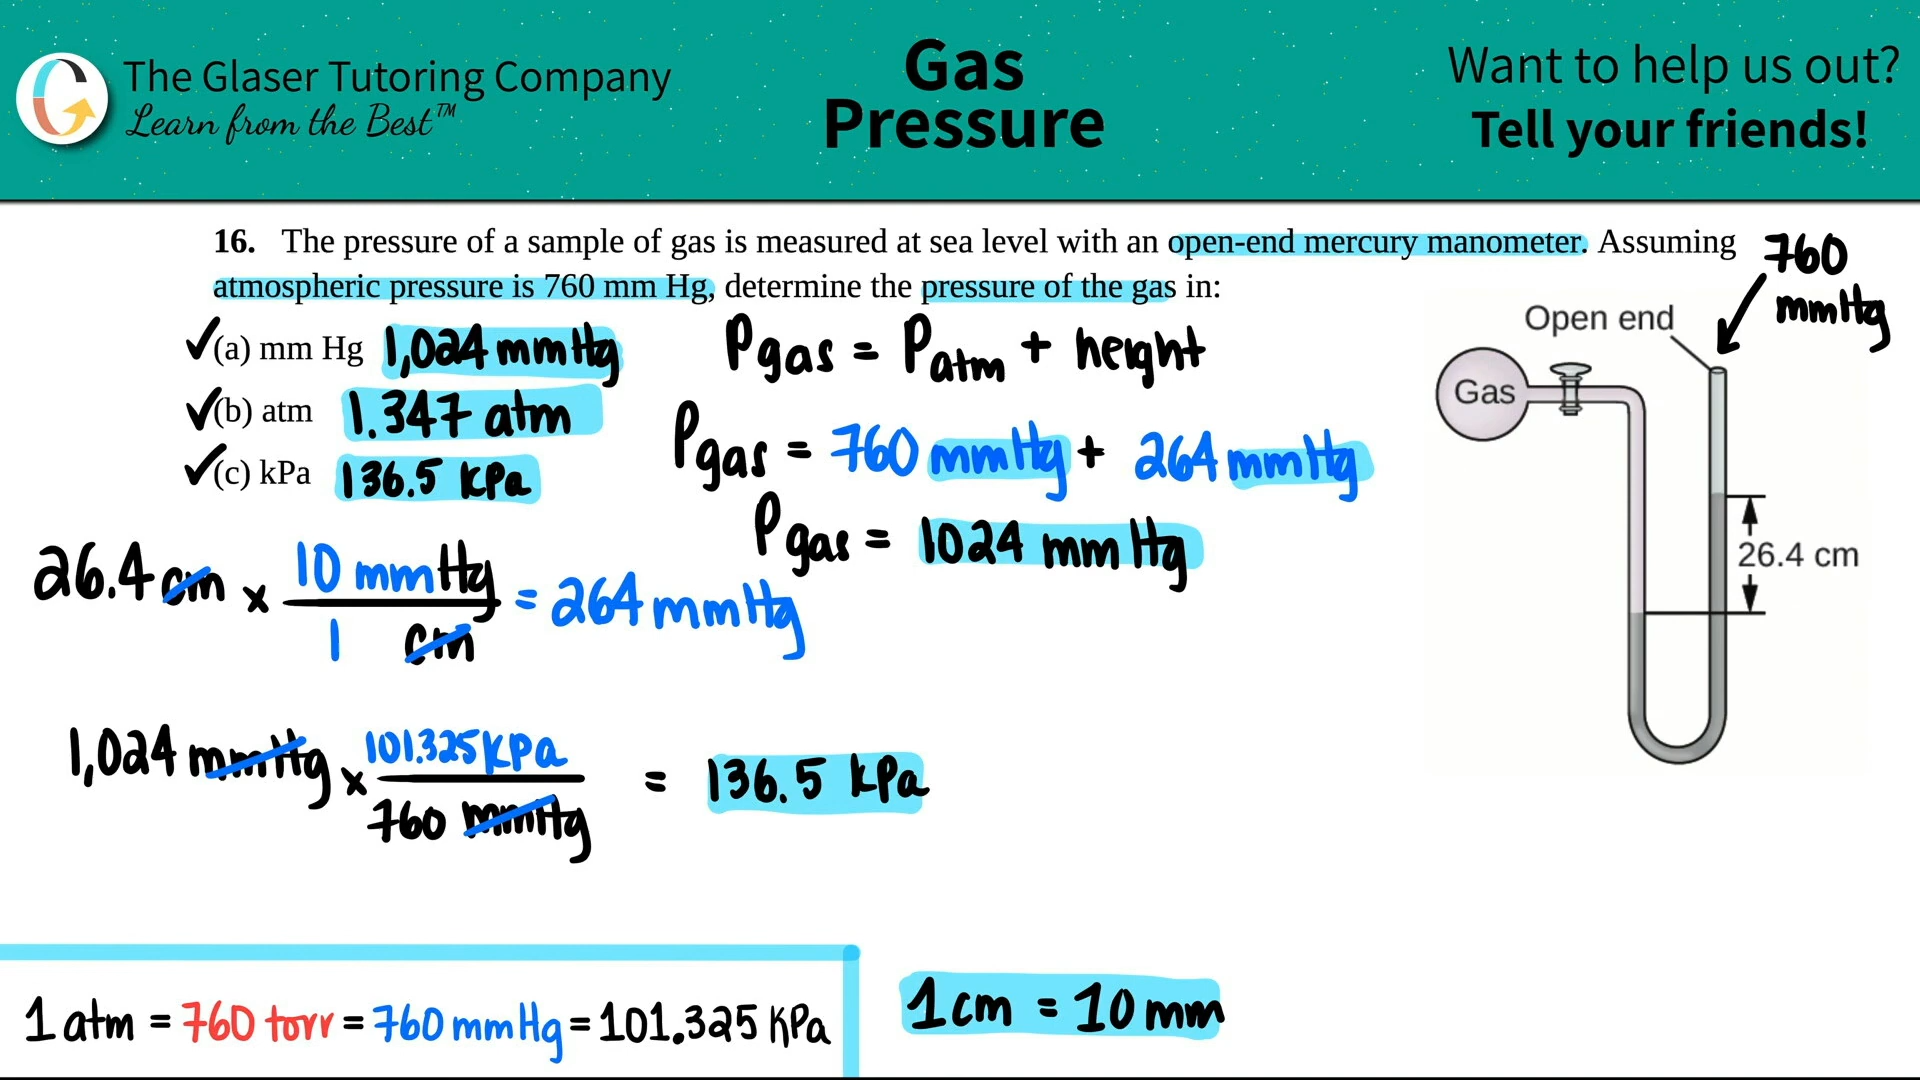 The Glaser Tutoring Company
Learn from the Best™
Gas
Pressure
Want to help us out?
Tell your friends!
16. The pressure of a sample of gas is measured at sea level with an open-end mercury manometer. Assuming
atmospheric pressure is 760 mm Hg, determine the pressure of the gas in:
✓(a) mm Hg 1,024 mmHg
✓(b) atm 1.347 atm
✓(c) kPa 136.5 kPa
Pgas = Patm + height
Pgas = 760 mmHg + 264 mmHg
Pgas = 1024 mmHg
760
mmHg
Open end
Gas
26.4 cm
26.4 cm x 10 mmHg = 264 mmHg
1 cm
1,024 mmHg x 101.325 kPa = 136.5 kPa
760 mmHg
1 atm = 760 torr = 760 mmHg = 101.325 kPa
1 cm = 10 mm